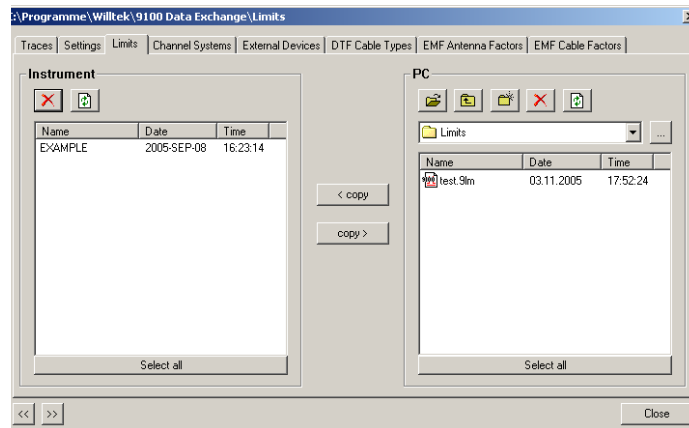 :\Programme\Willtek\9100 Data Exchange\Limits
Traces Settings Limits Channel Systems External Devices DTF Cable Types EMF Antenna Factors EMF Cable Factors
Instrument
Name Date Time
EXAMPLE 2005-SEP-08 16:23:14
Select all
< copy
copy >
PC
Limits
...
Name Date Time
test.9lm 03.11.2005 17:52:24
Select all
<< >>
Close